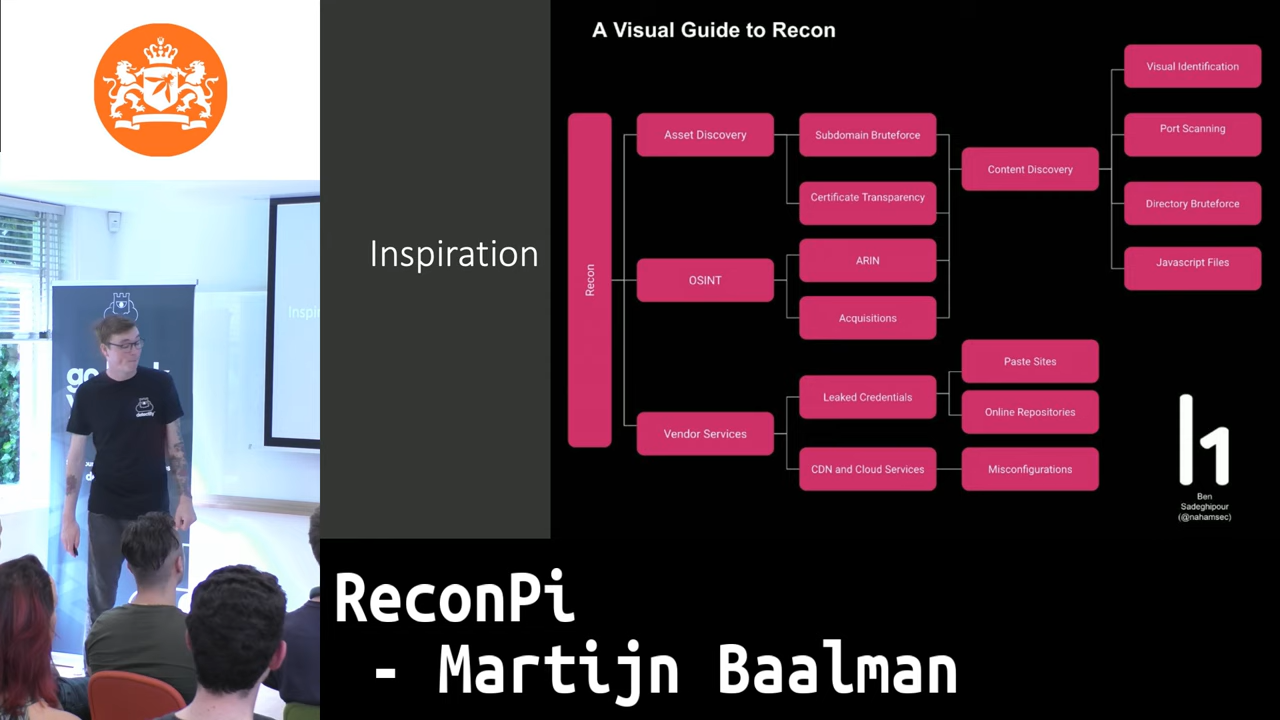 Inspiration
A Visual Guide to Recon
Recon
Asset Discovery
OSINT
Vendor Services
Subdomain Bruteforce
Certificate Transparency
ARIN
Acquisitions
Leaked Credentials
CDN and Cloud Services
Content Discovery
Paste Sites
Online Repositories
Misconfigurations
Visual Identification
Port Scanning
Directory Bruteforce
Javascript Files
h1
Ben
Sadeghipour
(@nahamsec)
detectify
ReconPi
- Martijn Baalman